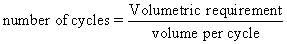 number of cycles = Volumetric requirement / volume per cycle